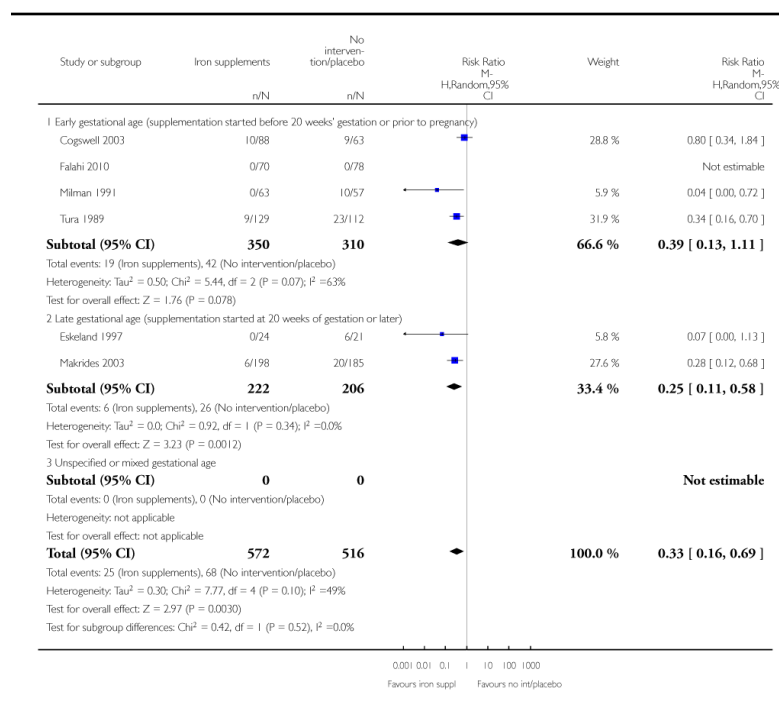 Study or subgroup Iron supplements No interven-tion/placebo Risk Ratio Weight Risk Ratio
n/N n/N M-H,Random,95% CI M-H,Random,95% CI
1 Early gestational age (supplementation started before 20 weeks' gestation or prior to pregnancy)
Cogswell 2003 10/88 9/63 28.8 % 0.80 [ 0.34, 1.84 ]
Falahi 2010 0/70 0/78 Not estimable
Milman 1991 0/63 10/57 5.9 % 0.04 [ 0.00, 0.72 ]
Tura 1989 9/129 23/112 31.9 % 0.34 [ 0.16, 0.70 ]
Subtotal (95% CI) 350 310 66.6 % 0.39 [ 0.13, 1.11 ]
Total events: 19 (Iron supplements), 42 (No intervention/placebo)
Heterogeneity: Tau² = 0.50; Chi² = 5.44, df = 2 (P = 0.07); I² =63%
Test for overall effect: Z = 1.76 (P = 0.078)
2 Late gestational age (supplementation started at 20 weeks of gestation or later)
Eskeland 1997 0/24 6/21 5.8 % 0.07 [ 0.00, 1.13 ]
Makrides 2003 6/198 20/185 27.6 % 0.28 [ 0.12, 0.68 ]
Subtotal (95% CI) 222 206 33.4 % 0.25 [ 0.11, 0.58 ]
Total events: 6 (Iron supplements), 26 (No intervention/placebo)
Heterogeneity: Tau² = 0.0; Chi² = 0.92, df = 1 (P = 0.34); I² =0.0%
Test for overall effect: Z = 3.23 (P = 0.0012)
3 Unspecified or mixed gestational age
Subtotal (95% CI) 0 0 Not estimable
Total events: 0 (Iron supplements), 0 (No intervention/placebo)
Heterogeneity: not applicable
Test for overall effect: not applicable
Total (95% CI) 572 516 100.0 % 0.33 [ 0.16, 0.69 ]
Total events: 25 (Iron supplements), 68 (No intervention/placebo)
Heterogeneity: Tau² = 0.30; Chi² = 7.77, df = 4 (P = 0.10); I² =49%
Test for overall effect: Z = 2.97 (P = 0.0030)
Test for subgroup differences: Chi² = 0.42, df = 1 (P = 0.52), I² =0.0%
0.001 0.01 0.1 1 10 100 1000
Favours iron suppl Favours no int/placebo